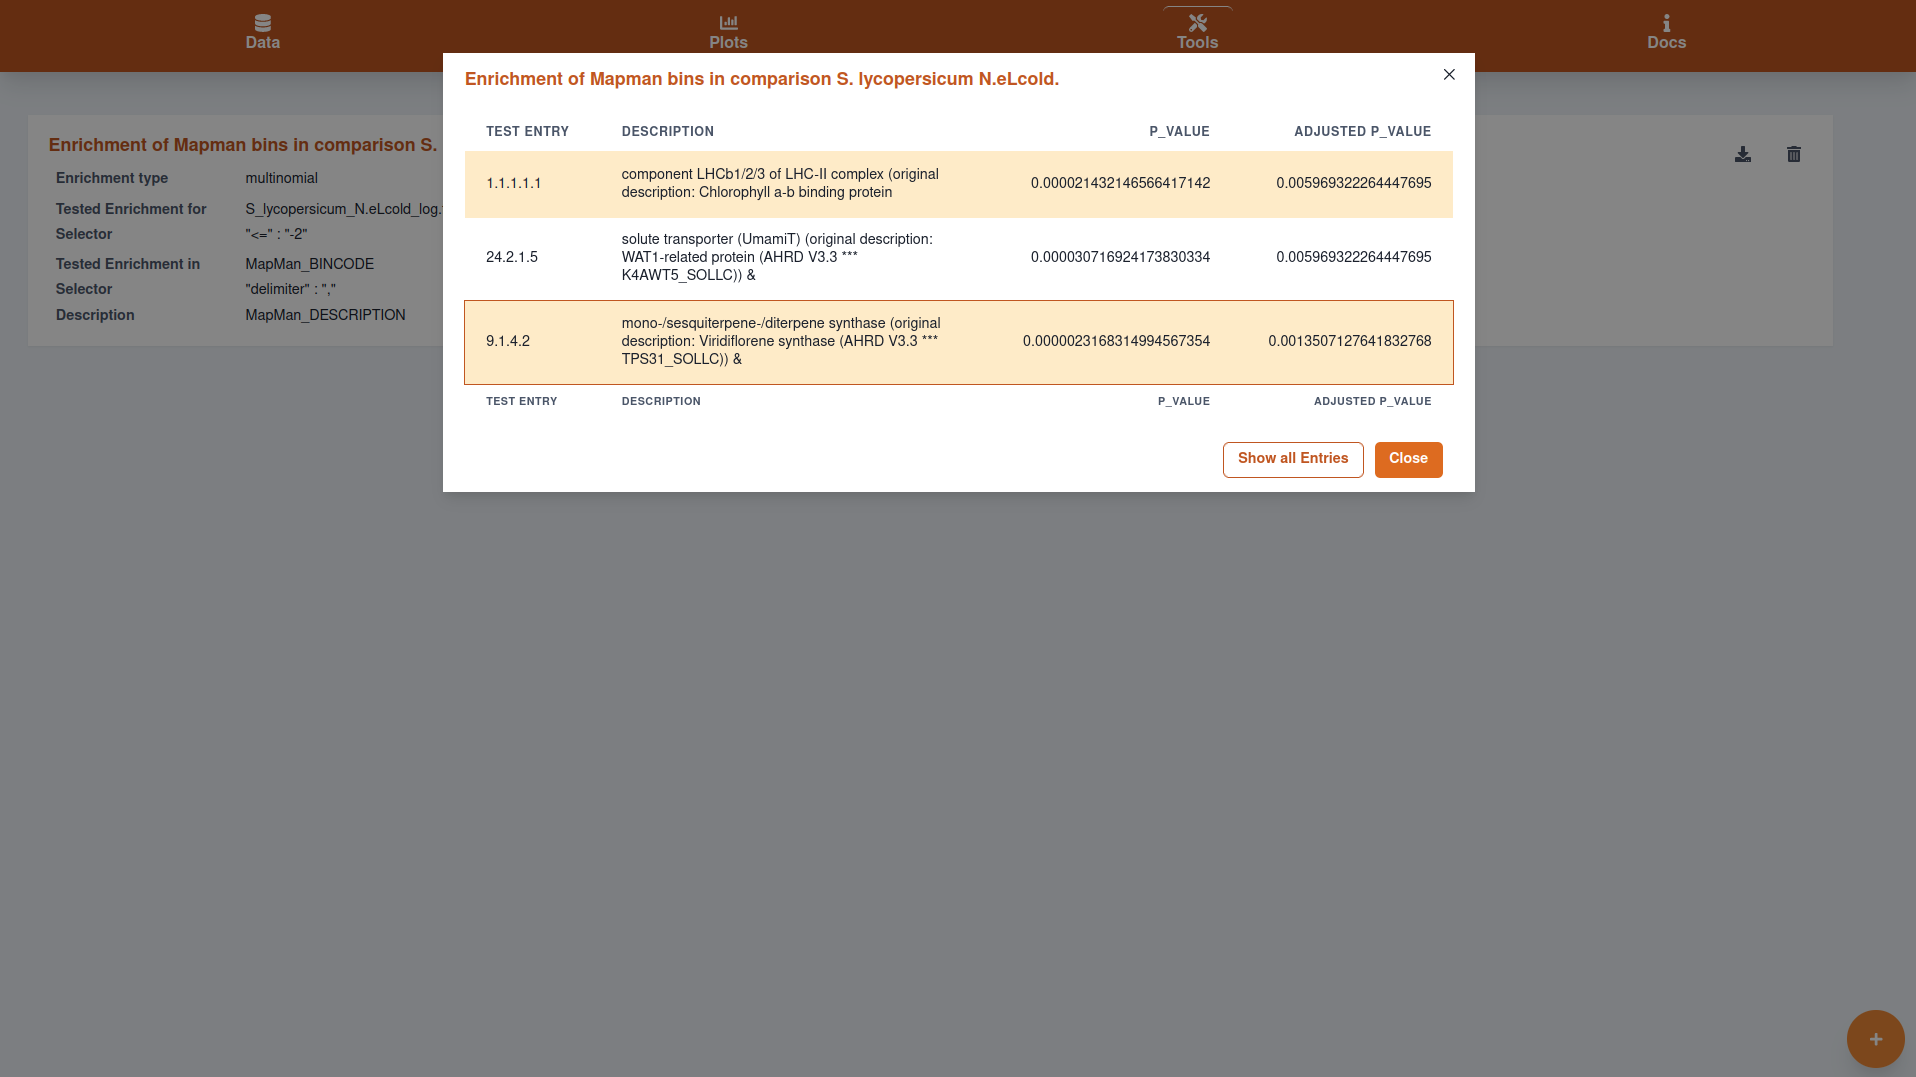 Data
Plots
Tools
Docs
Enrichment of Mapman bins in comparison S. lycopersicum N.eLcold.
TEST ENTRY DESCRIPTION P_VALUE ADJUSTED P_VALUE
1.1.1.1.1 component LHCb1/2/3 of LHC-II complex (original 0.000021432146566417142 0.005969322264447695
description: Chlorophyll a-b binding protein
24.2.1.5 solute transporter (UmamiT) (original description: 0.000030716924173830334 0.005969322264447695
WAT1-related protein (AHRD V3.3 ***
K4AWT5_SOLLC)) &
9.1.4.2 mono-/sesquiterpene-/diterpene synthase (original 0.0000023168314994567354 0.0013507127641832768
description: Viridiflorene synthase (AHRD V3.3 ***
TPS31_SOLLC)) &
TEST ENTRY DESCRIPTION P_VALUE ADJUSTED P_VALUE
Show all Entries Close
Enrichment of Mapman bins in comparison S.
Enrichment type multinomial
Tested Enrichment for S_lycopersicum_N.eLcold_log.
Selector "<=" : "-2"
Tested Enrichment in MapMan_BINCODE
Selector "delimiter" : ","
Description MapMan_DESCRIPTION